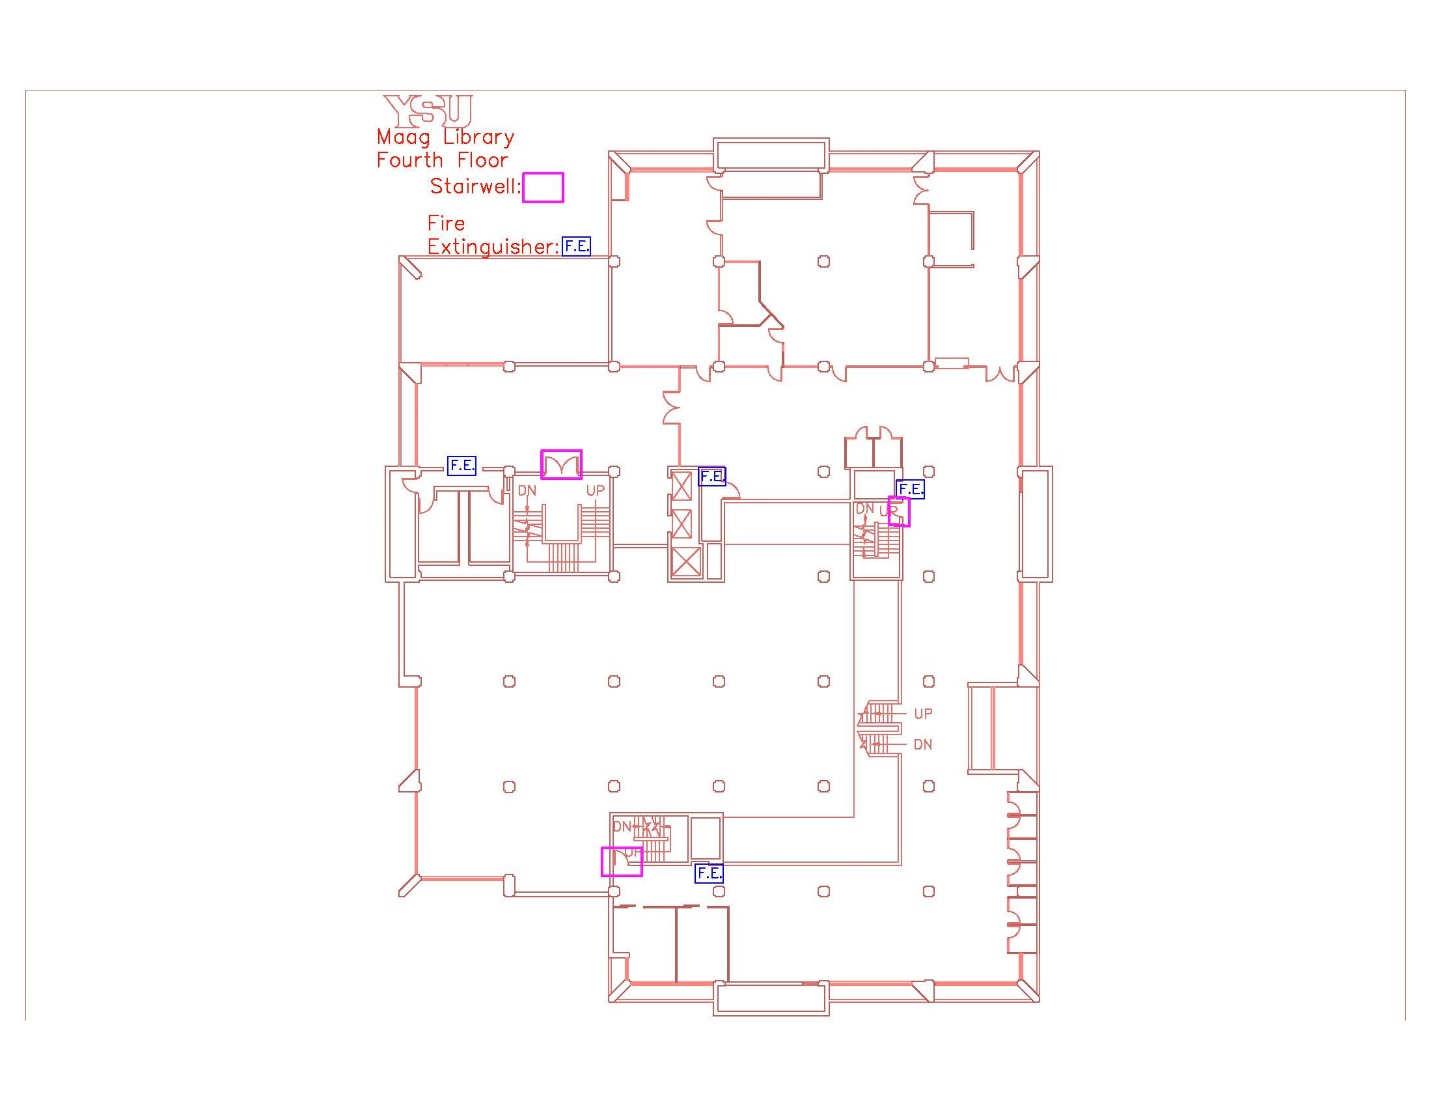 YSU
Maag Library
Fourth Floor
Stairwell:
Fire
Extinguisher: F.E.
F.E.
F.E.
F.E.
DN UP
DN UP
UP
DN
DN
UP
F.E.